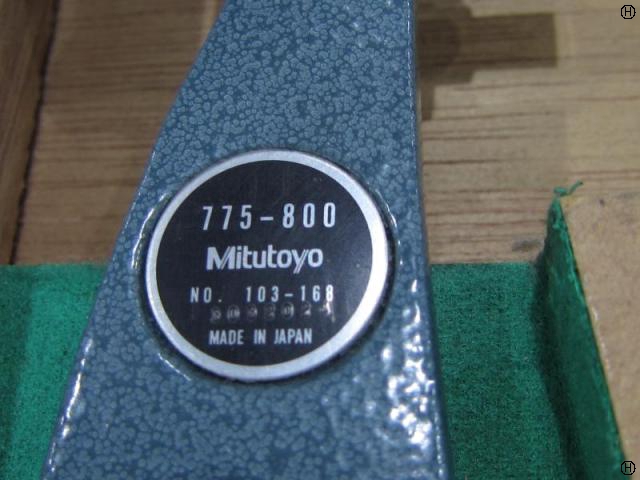 775-800
Mitutoyo
NO. 103-168
MADE IN JAPAN
H
H